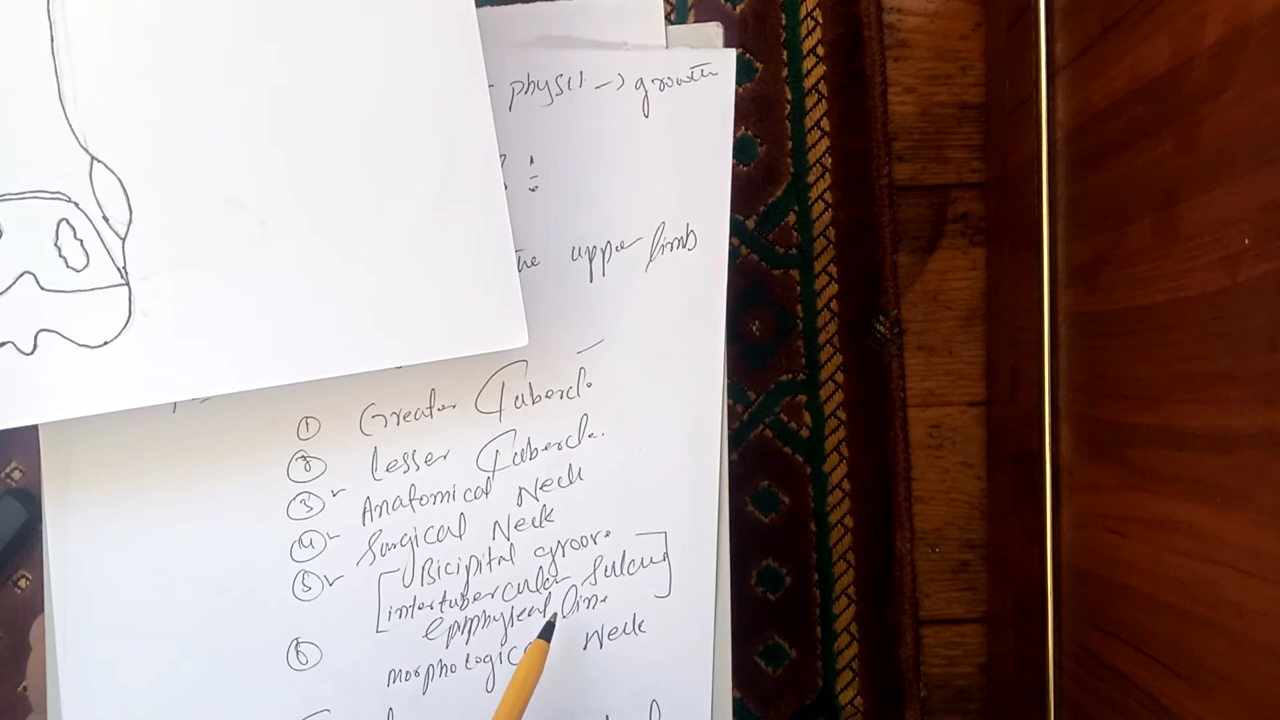 physis -> growth
the upper limb
① Greater Tubercle
② Lesser Tubercle.
③ Anatomical Neck
④ Surgical Neck
⑤ [Bicipital groove
intertubercular Sulcus]
epiphyseal line
⑥ morphologic Neck